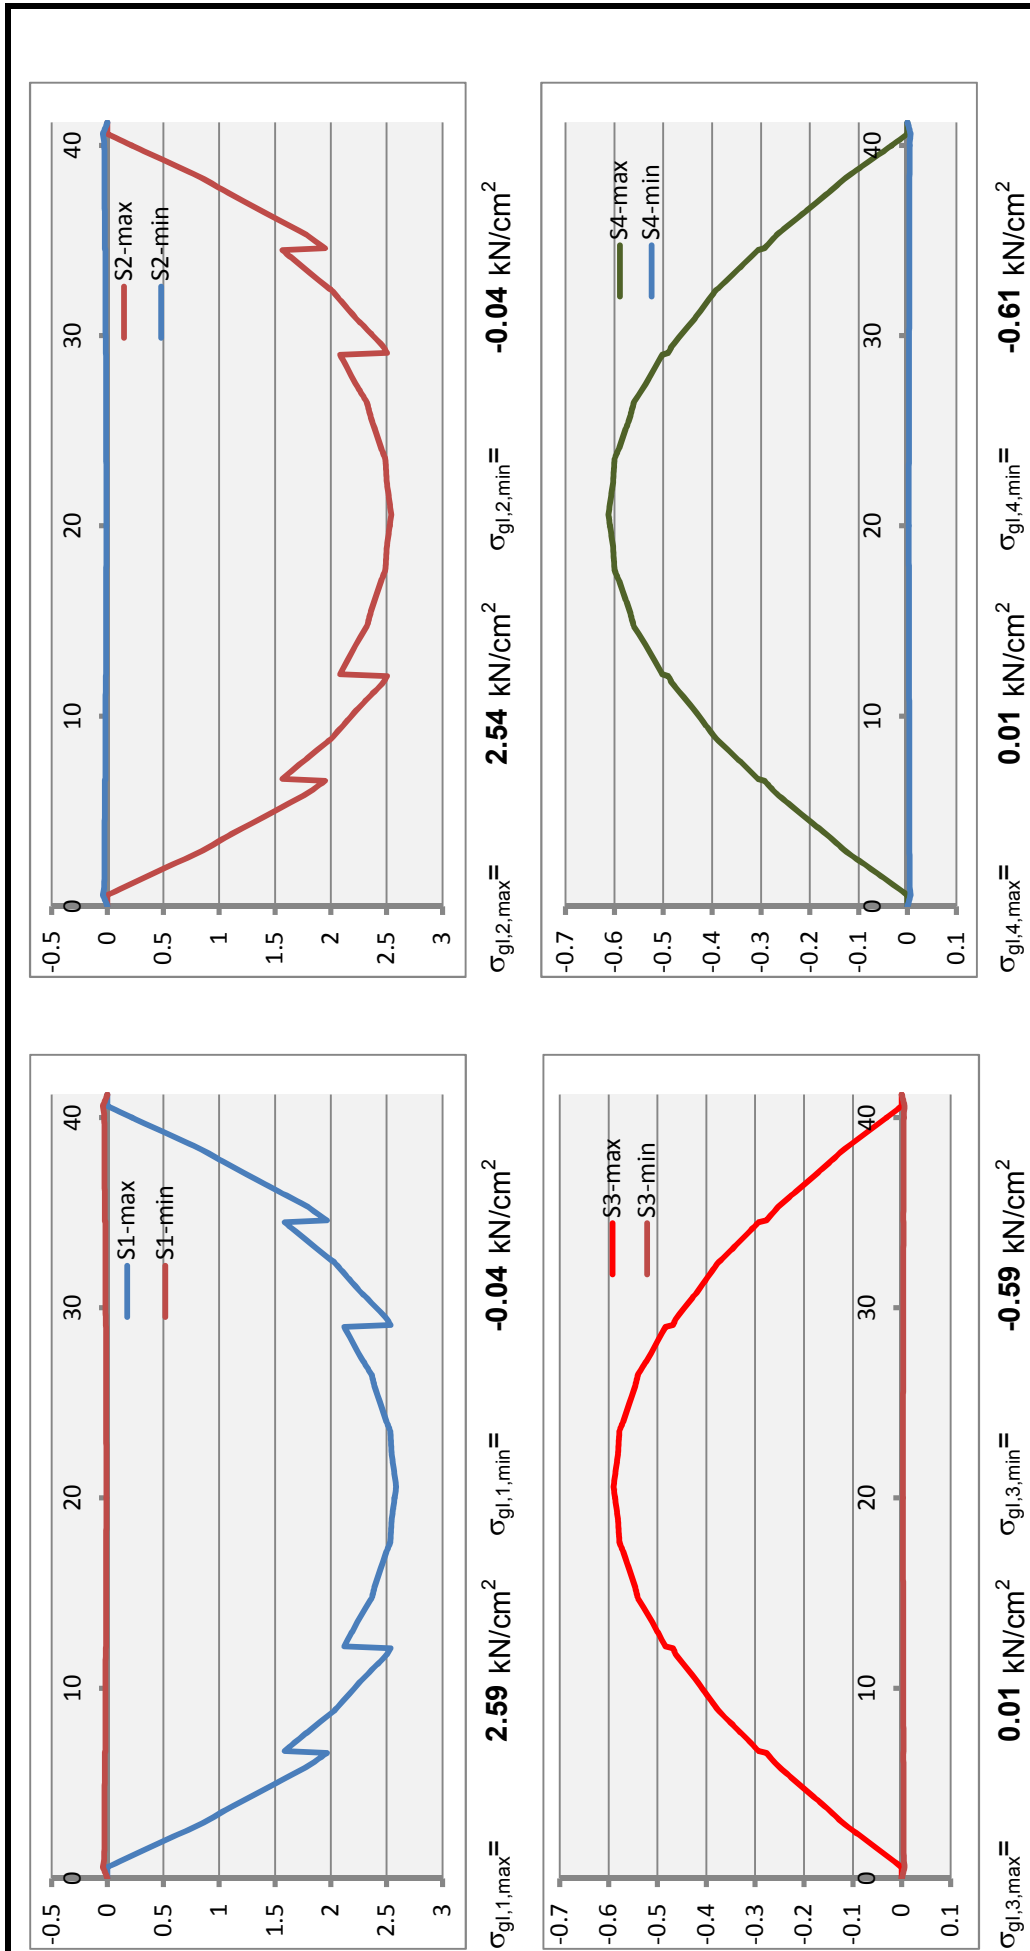 -0.5
0
0.5
1
1.5
2
2.5
3
0 10 20 30 40
S1-max
S1-min
-0.5
0
0.5
1
1.5
2
2.5
3
0 10 20 30 40
S2-max
S2-min
σgl,1,max= 2.59 kN/cm² σgl,1,min= -0.04 kN/cm²
σgl,2,max= 2.54 kN/cm² σgl,2,min= -0.04 kN/cm²
-0.7
-0.6
-0.5
-0.4
-0.3
-0.2
-0.1
0
0.1
0 10 20 30 40
S3-max
S3-min
-0.7
-0.6
-0.5
-0.4
-0.3
-0.2
-0.1
0
0.1
0 10 20 30 40
S4-max
S4-min
σgl,3,max= 0.01 kN/cm² σgl,3,min= -0.59 kN/cm²
σgl,4,max= 0.01 kN/cm² σgl,4,min= -0.61 kN/cm²